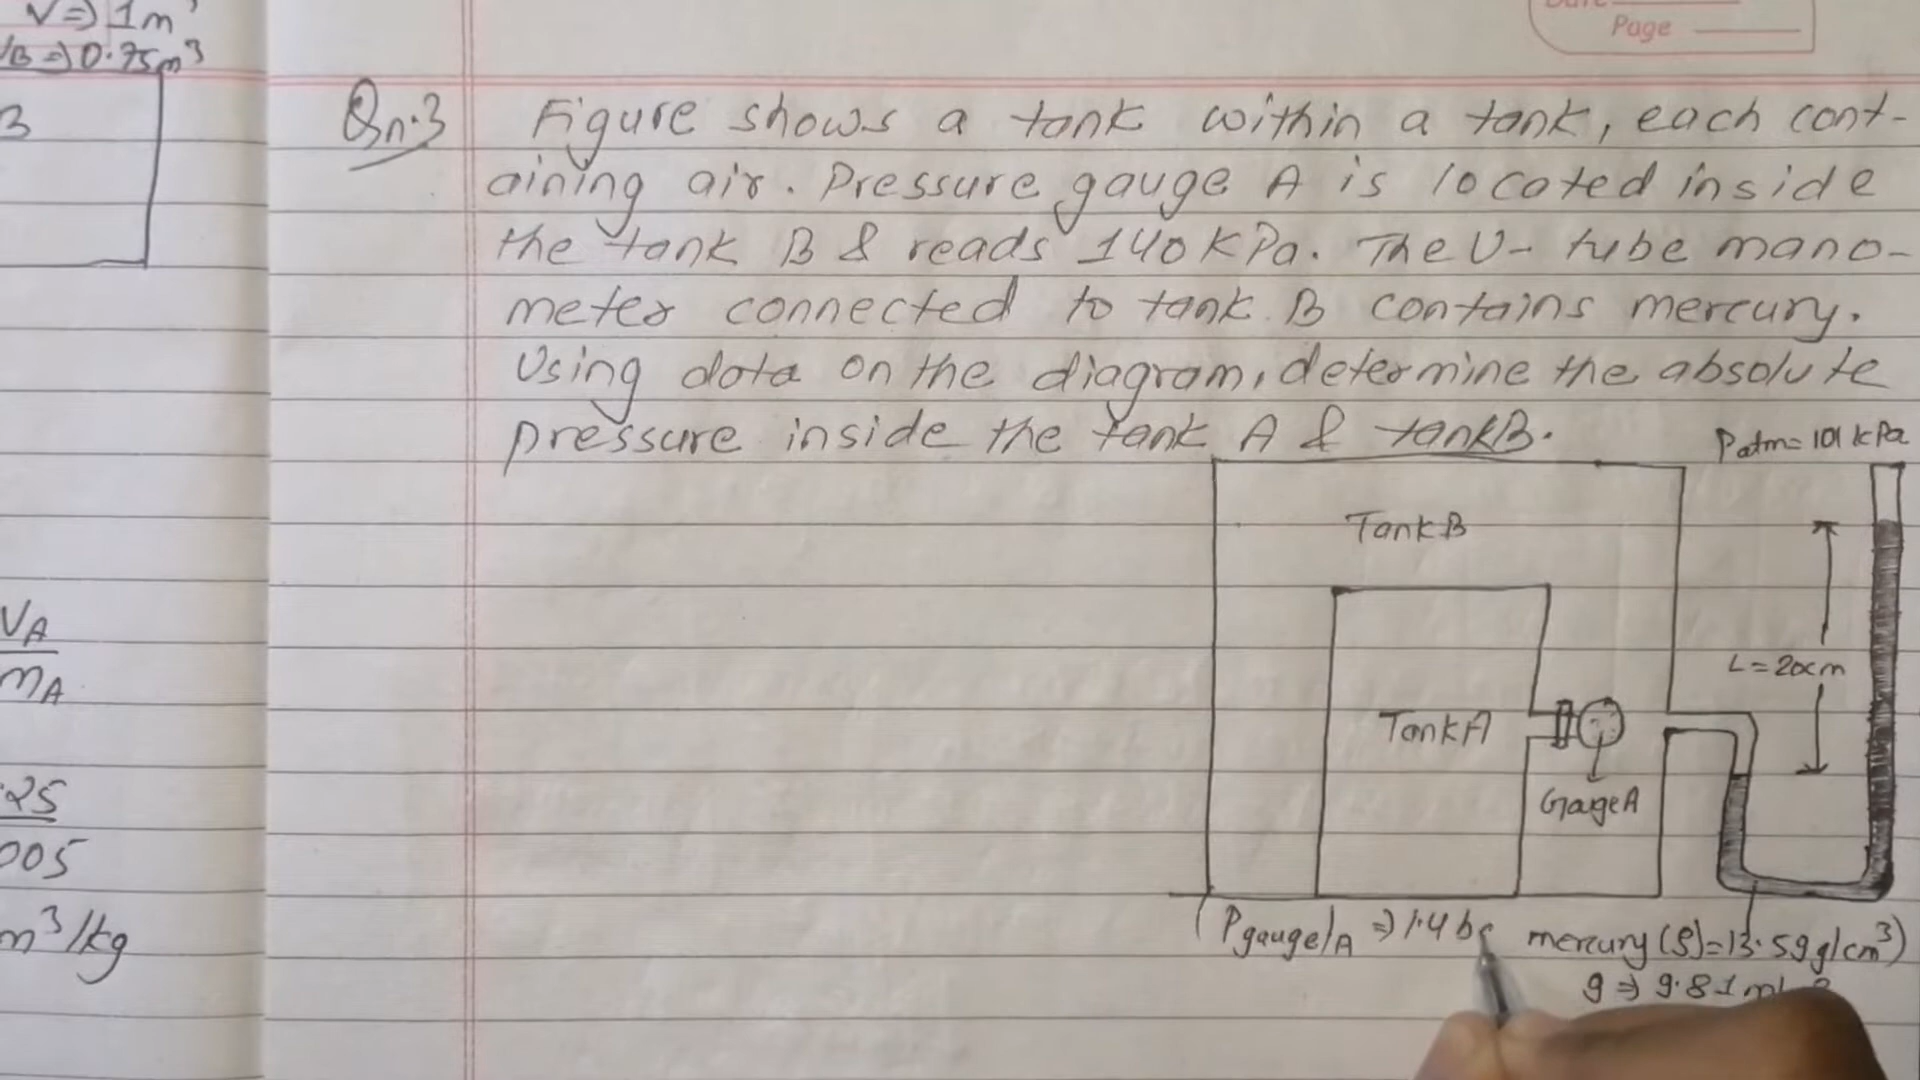 V⇒1m³
VB⇒0.75m³
B
VA
mA
.25
005
m³/kg
Page
Qn.3 Figure shows a tank within a tank, each cont-
aining air. Pressure gauge A is located inside
the tank B & reads 140 KPa. The U-tube mano-
meter connected to tank B contains mercury.
Using data on the diagram, determine the absolute
pressure inside the tank A & tank B.
Patm=101 kPa
Tank B
L=20cm
Tank A
Gage A
(Pgauge)A ⇒ 1.4 b
mercury (ρ)=13.59 g/cm³)
g⇒9.81 m/